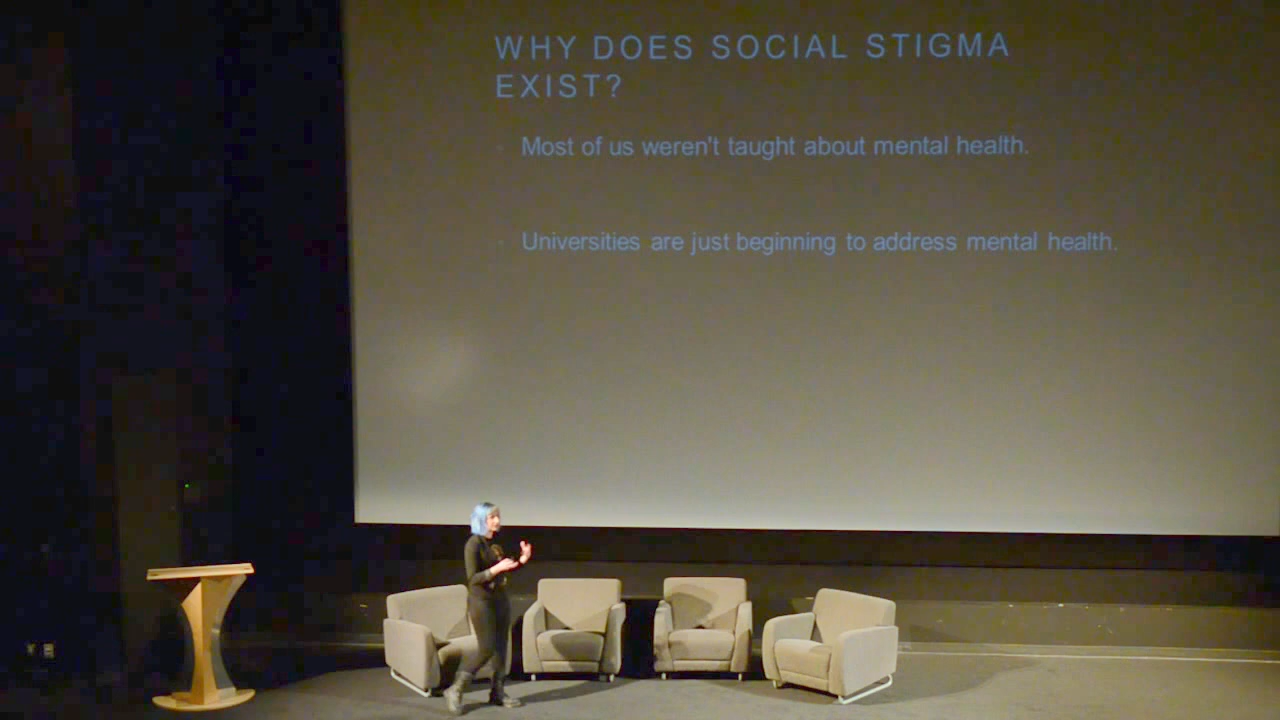 WHY DOES SOCIAL STIGMA
EXIST?
Most of us weren't taught about mental health.
Universities are just beginning to address mental health.